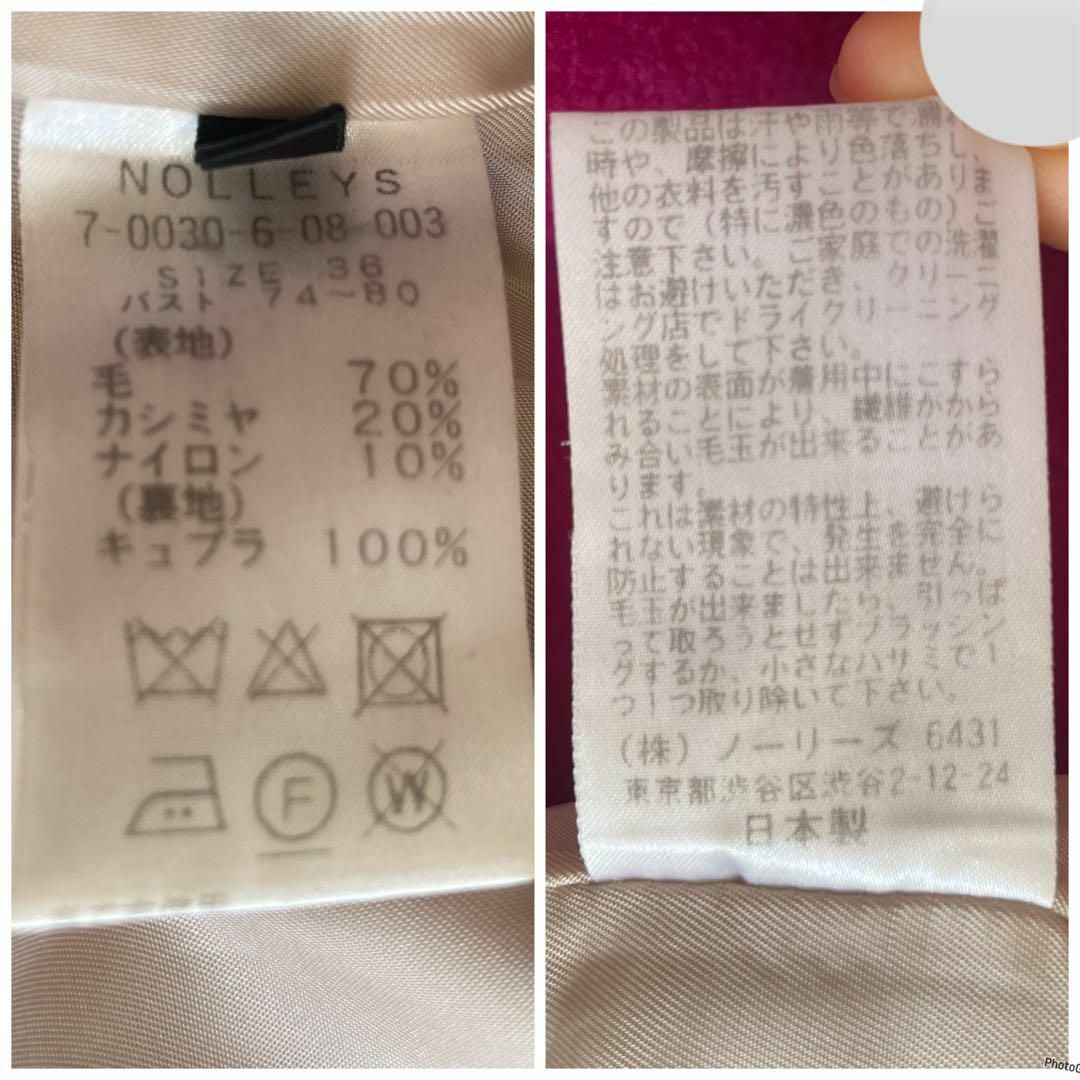 NOLLEYS
7-0030-6-08 003
SIZE 36
バスト 74~80
(表地)
毛 70%
カシミヤ 20%
ナイロン 10%
(裏地)
キュプラ 100%
F
W
この製品は汗や雨等で
時や、摩擦により色落ちし、
他の衣料を汚すことがありま
すので(特に濃色のもの)ご
注意下さい。ご家庭での洗濯
はお避けいただき、クリーニ
ング店でドライクリーニング
処理をして下さい。
素材の表面が着用中にこすら
れることにより、繊維がから
み合い毛玉が出来ることがあ
ります。
これは素材の特性上、避けら
れない現象で、発生を完全に
防止することは出来ません。
毛玉が出来ましたら、引っぱ
って取ろうとせずブラッシン
グするか、小さなハサミで1
つ1つ取り除いて下さい。
(株) ノーリーズ 6431
東京都渋谷区渋谷2-12-24
日本製